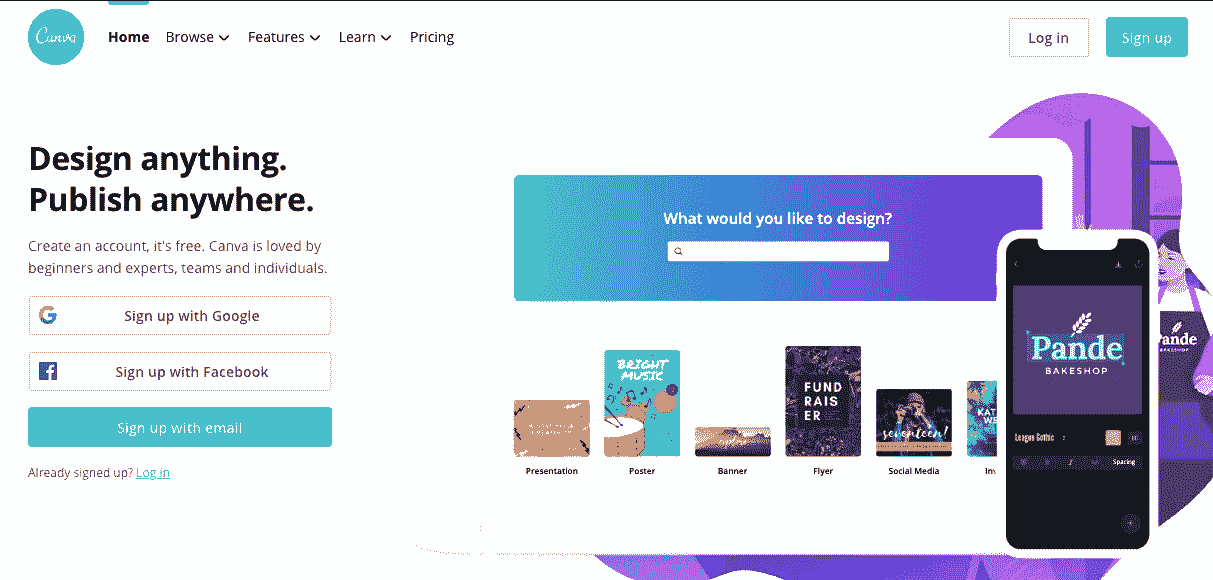 Canva
Home Browse Features Learn Pricing
Log in
Sign up
Design anything.
Publish anywhere.
Create an account, it's free. Canva is loved by
beginners and experts, teams and individuals.
Sign up with Google
Sign up with Facebook
Sign up with email
Already signed up? Log in
What would you like to design?
BRIGHT
MUSIC
FUND
RAIS
ER
seventeen!
KAT
WE
Presentation
Poster
Banner
Flyer
Social Media
Im
Pande
BAKESHOP
Pande
BAKESHOP
League Gothic
Spacing